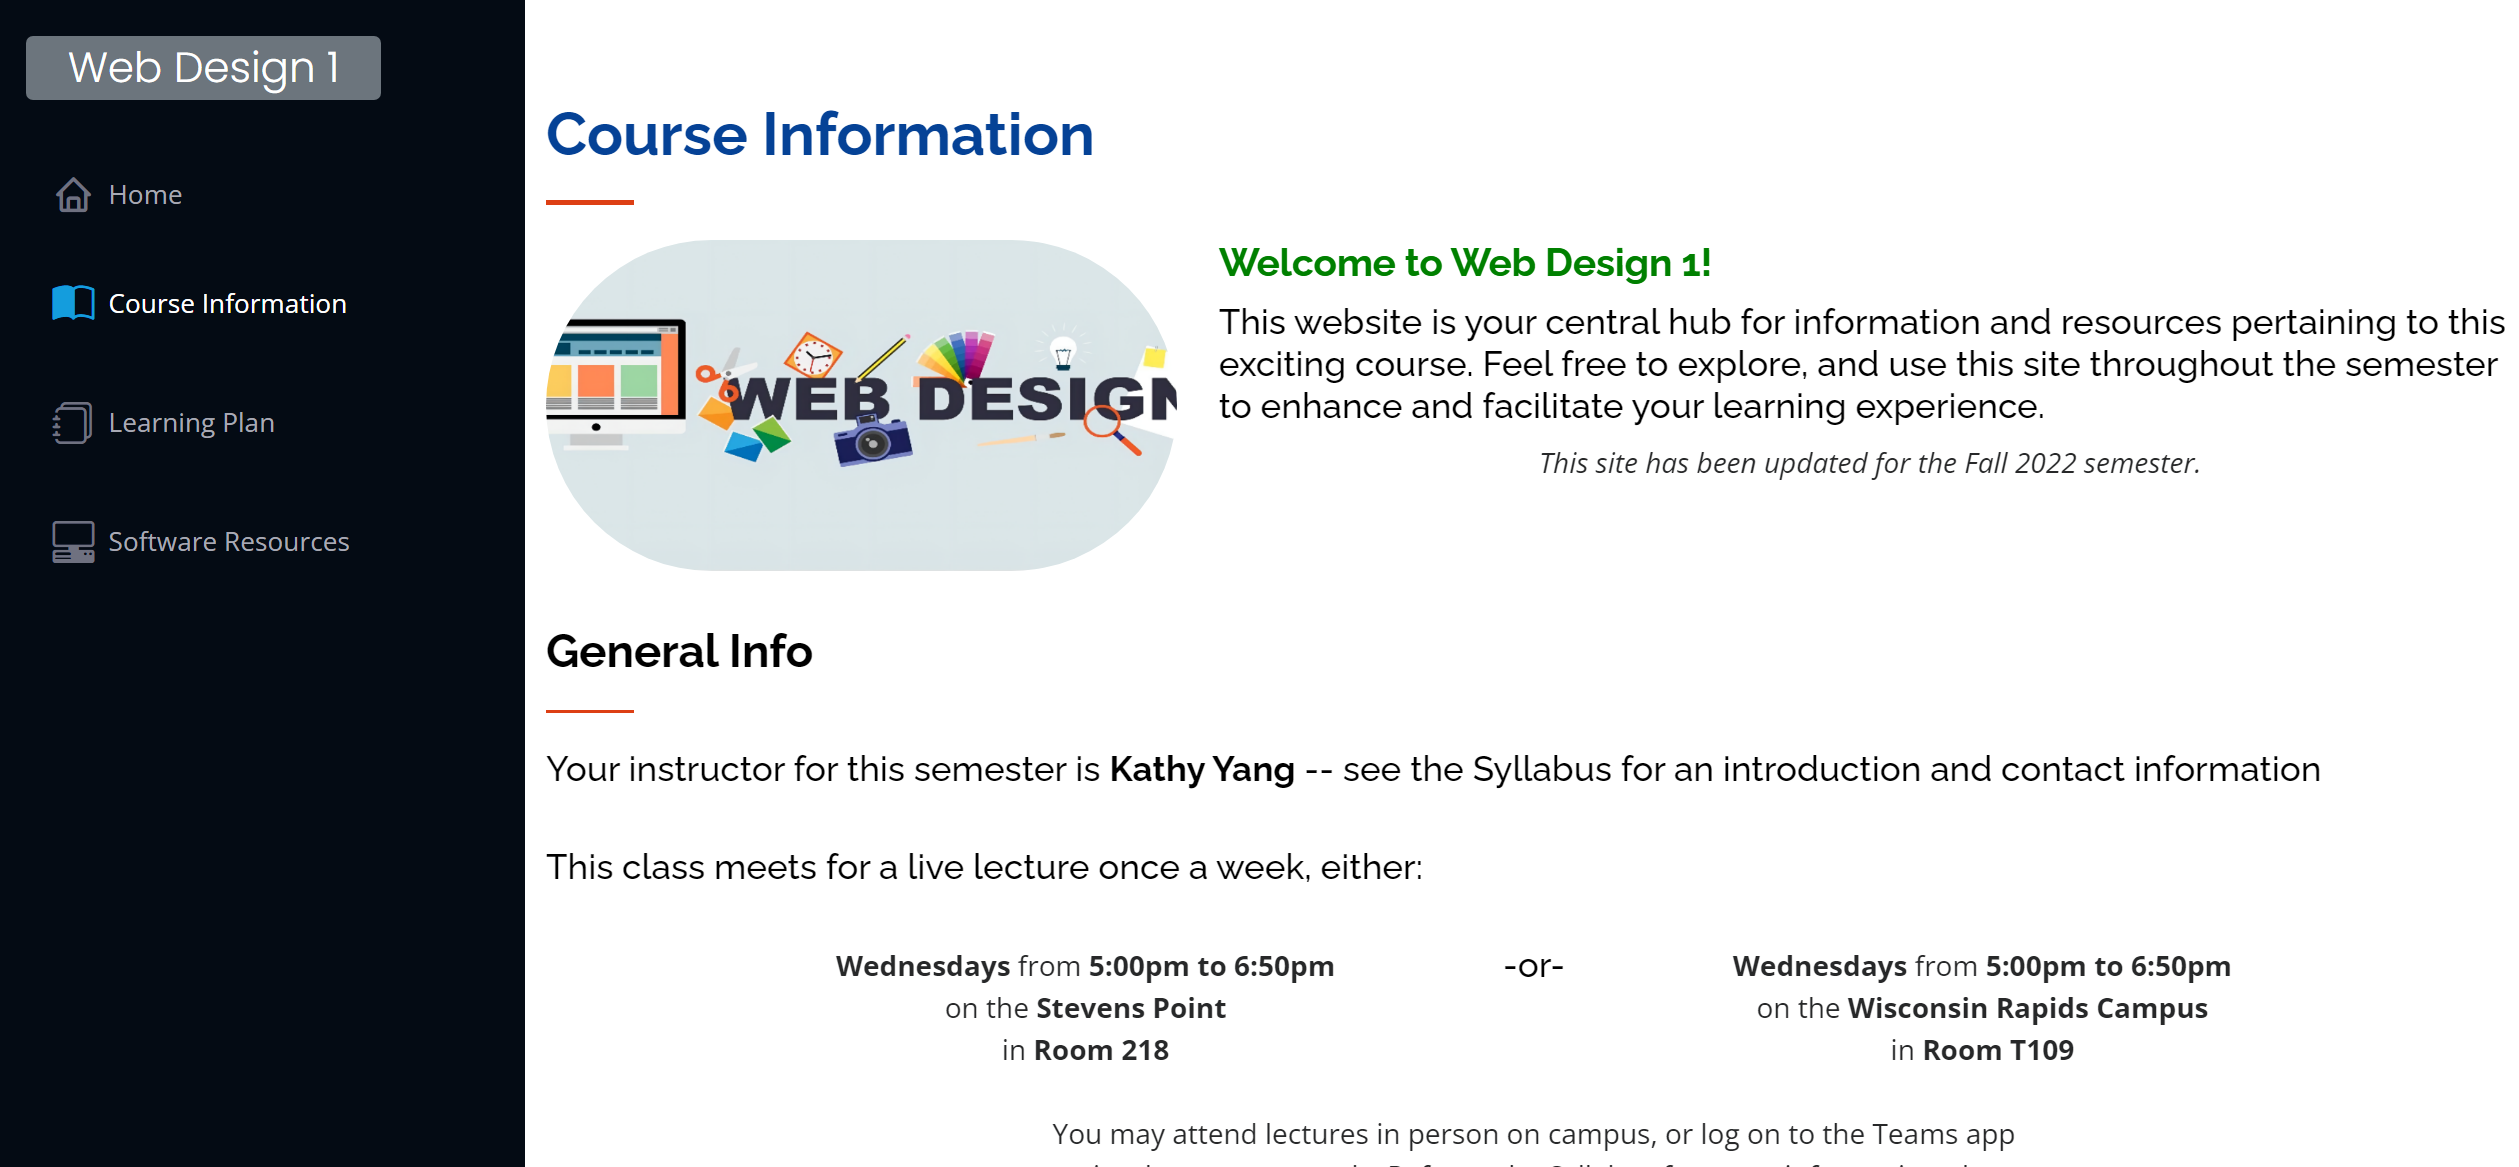 Web Design 1
Home
Course Information
Learning Plan
Software Resources
Course Information
WEB DESIGN
Welcome to Web Design 1!
This website is your central hub for information and resources pertaining to this
exciting course. Feel free to explore, and use this site throughout the semester
to enhance and facilitate your learning experience.
This site has been updated for the Fall 2022 semester.
General Info
Your instructor for this semester is Kathy Yang -- see the Syllabus for an introduction and contact information
This class meets for a live lecture once a week, either:
Wednesdays from 5:00pm to 6:50pm
on the Stevens Point
in Room 218
-or-
Wednesdays from 5:00pm to 6:50pm
on the Wisconsin Rapids Campus
in Room T109
You may attend lectures in person on campus, or log on to the Teams app